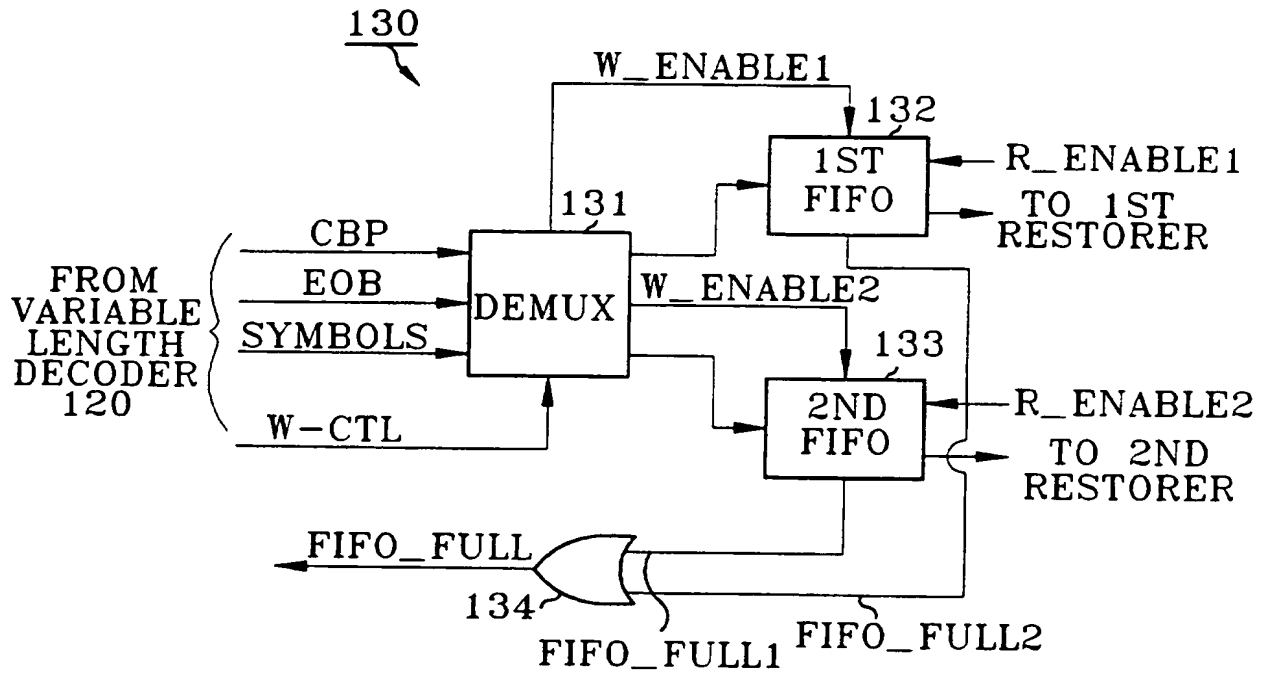 130
W_ENABLE1
132
1ST
FIFO
R_ENABLE1
TO 1ST
RESTORER
131
CBP
EOB
SYMBOLS
W-CTL
FROM
VARIABLE
LENGTH
DECODER
120
DEMUX
W_ENABLE2
133
2ND
FIFO
R_ENABLE2
TO 2ND
RESTORER
FIFO_FULL
134
FIFO_FULL1
FIFO_FULL2